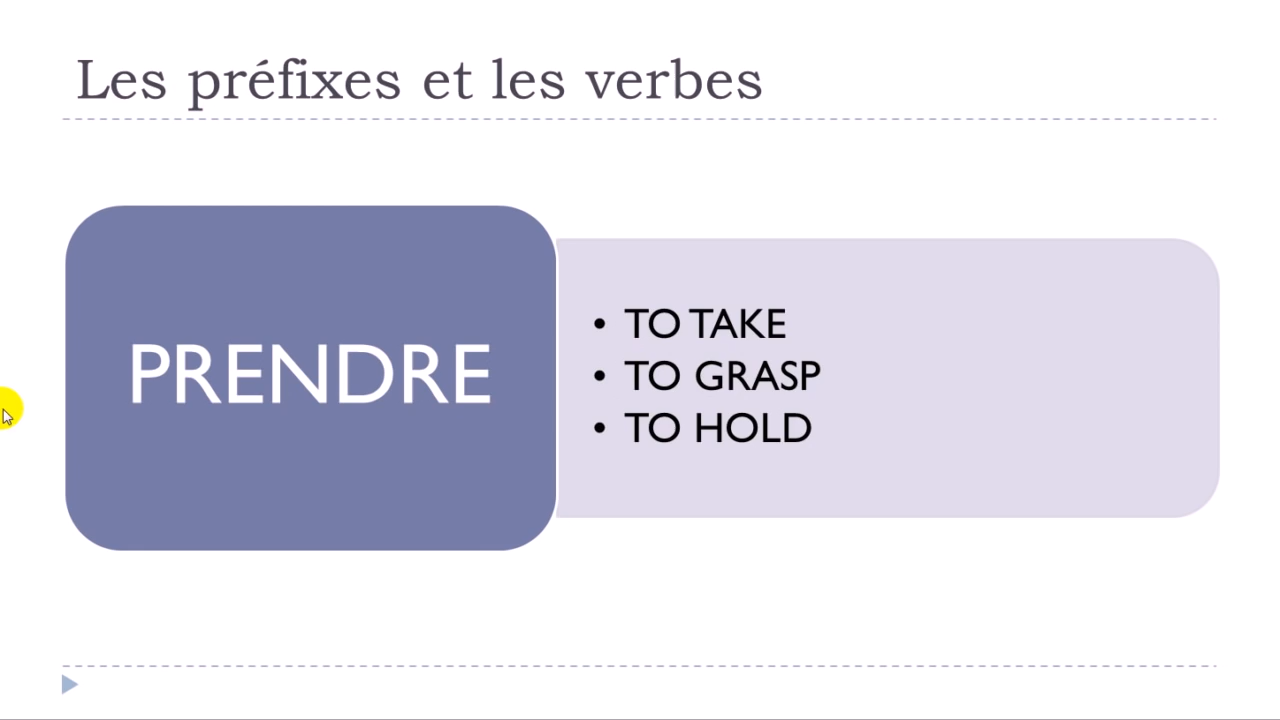 Les préfixes et les verbes
PRENDRE
• TO TAKE
• TO GRASP
• TO HOLD